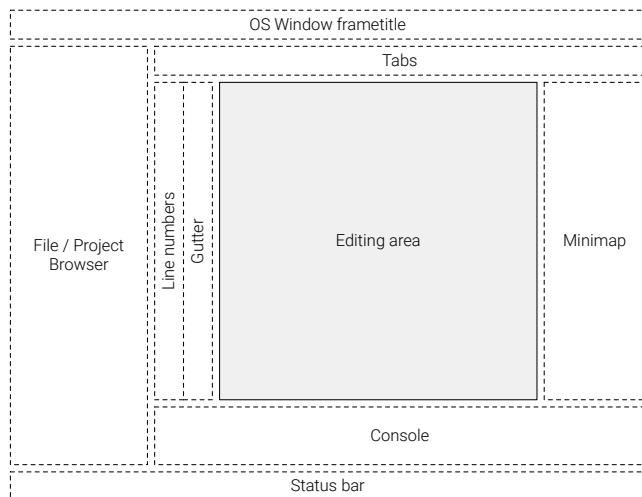 OS Window frametitle
Tabs
File / Project
Browser
Line numbers
Gutter
Editing area
Minimap
Console
Status bar